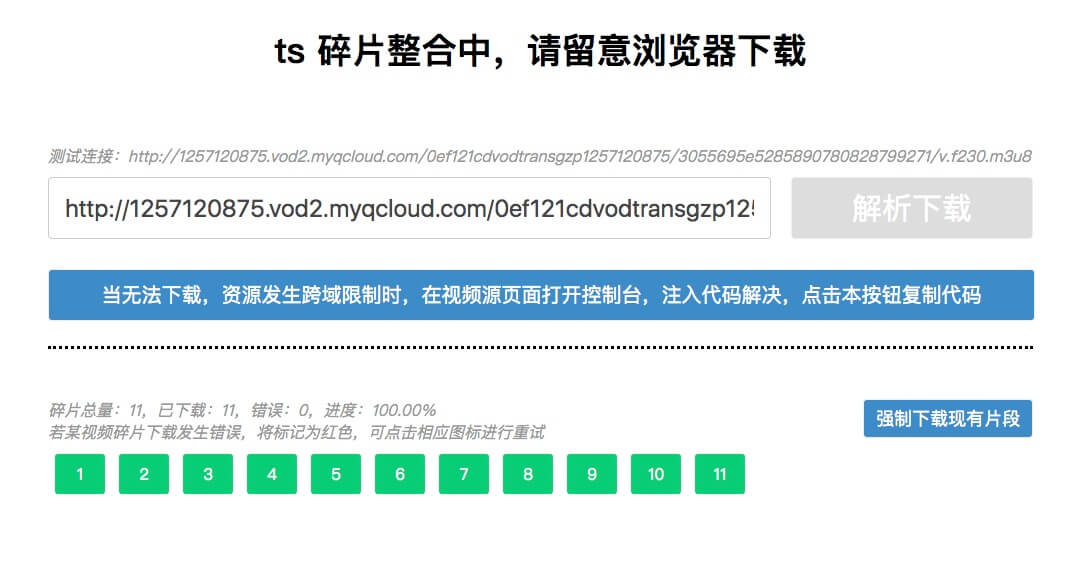 ts 碎片整合中，请留意浏览器下载
测试连接：http://1257120875.vod2.myqcloud.com/0ef121cdvodtransgzp1257120875/3055695e5285890780828799271/v.f230.m3u8
http://1257120875.vod2.myqcloud.com/0ef121cdvodtransgzp125
解析下载
当无法下载，资源发生跨域限制时，在视频源页面打开控制台，注入代码解决，点击本按钮复制代码
碎片总量：11，已下载：11，错误：0，进度：100.00%
若某视频碎片下载发生错误，将标记为红色，可点击相应图标进行重试
强制下载现有片段
1 2 3 4 5 6 7 8 9 10 11